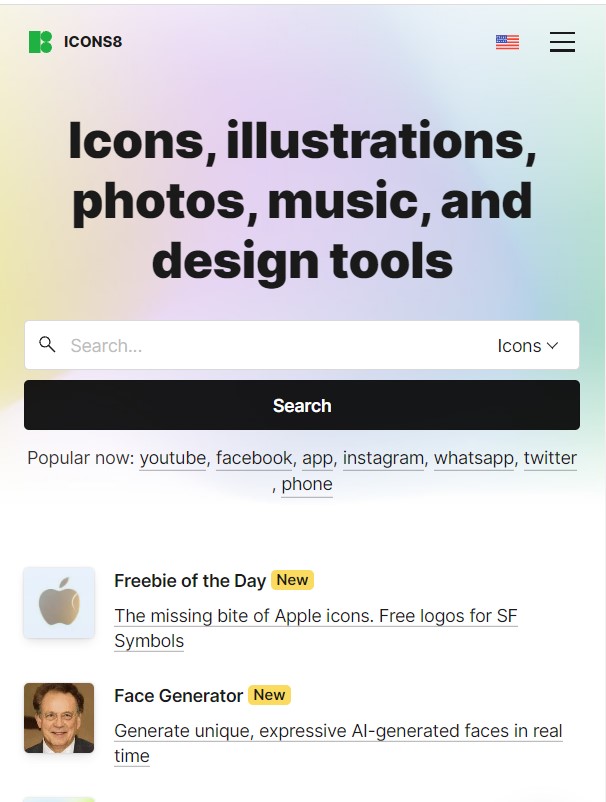 ICONS8
Icons, illustrations,
photos, music, and
design tools
Search...
Icons
Search
Popular now: youtube, facebook, app, instagram, whatsapp, twitter
, phone
Freebie of the Day New
The missing bite of Apple icons. Free logos for SF
Symbols
Face Generator New
Generate unique, expressive AI-generated faces in real
time